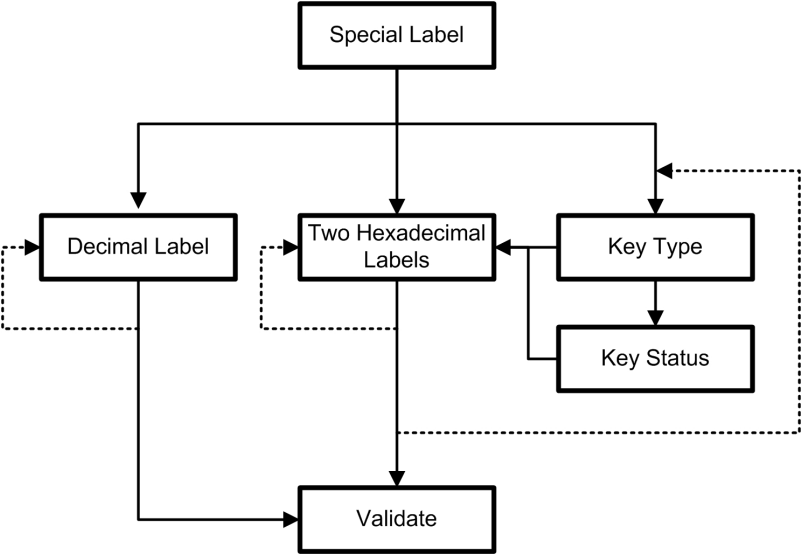 Special Label
Decimal Label
Two Hexadecimal
Labels
Key Type
Key Status
Validate